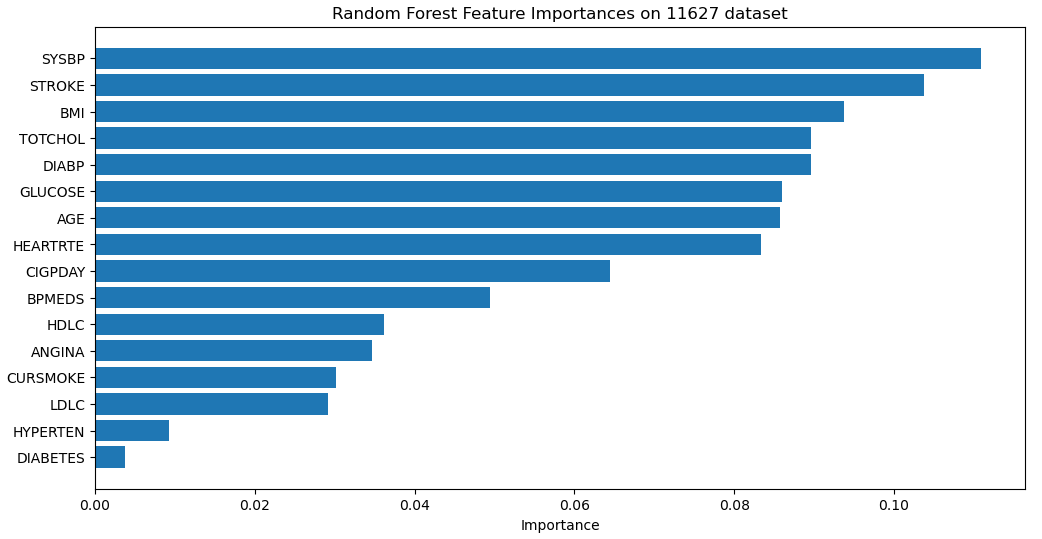 Random Forest Feature Importances on 11627 dataset
SYSBP
STROKE
BMI
TOTCHOL
DIABP
GLUCOSE
AGE
HEARTRTE
CIGPDAY
BPMEDS
HDLC
ANGINA
CURSMOKE
LDLC
HYPERTEN
DIABETES
0.00 0.02 0.04 0.06 0.08 0.10
Importance